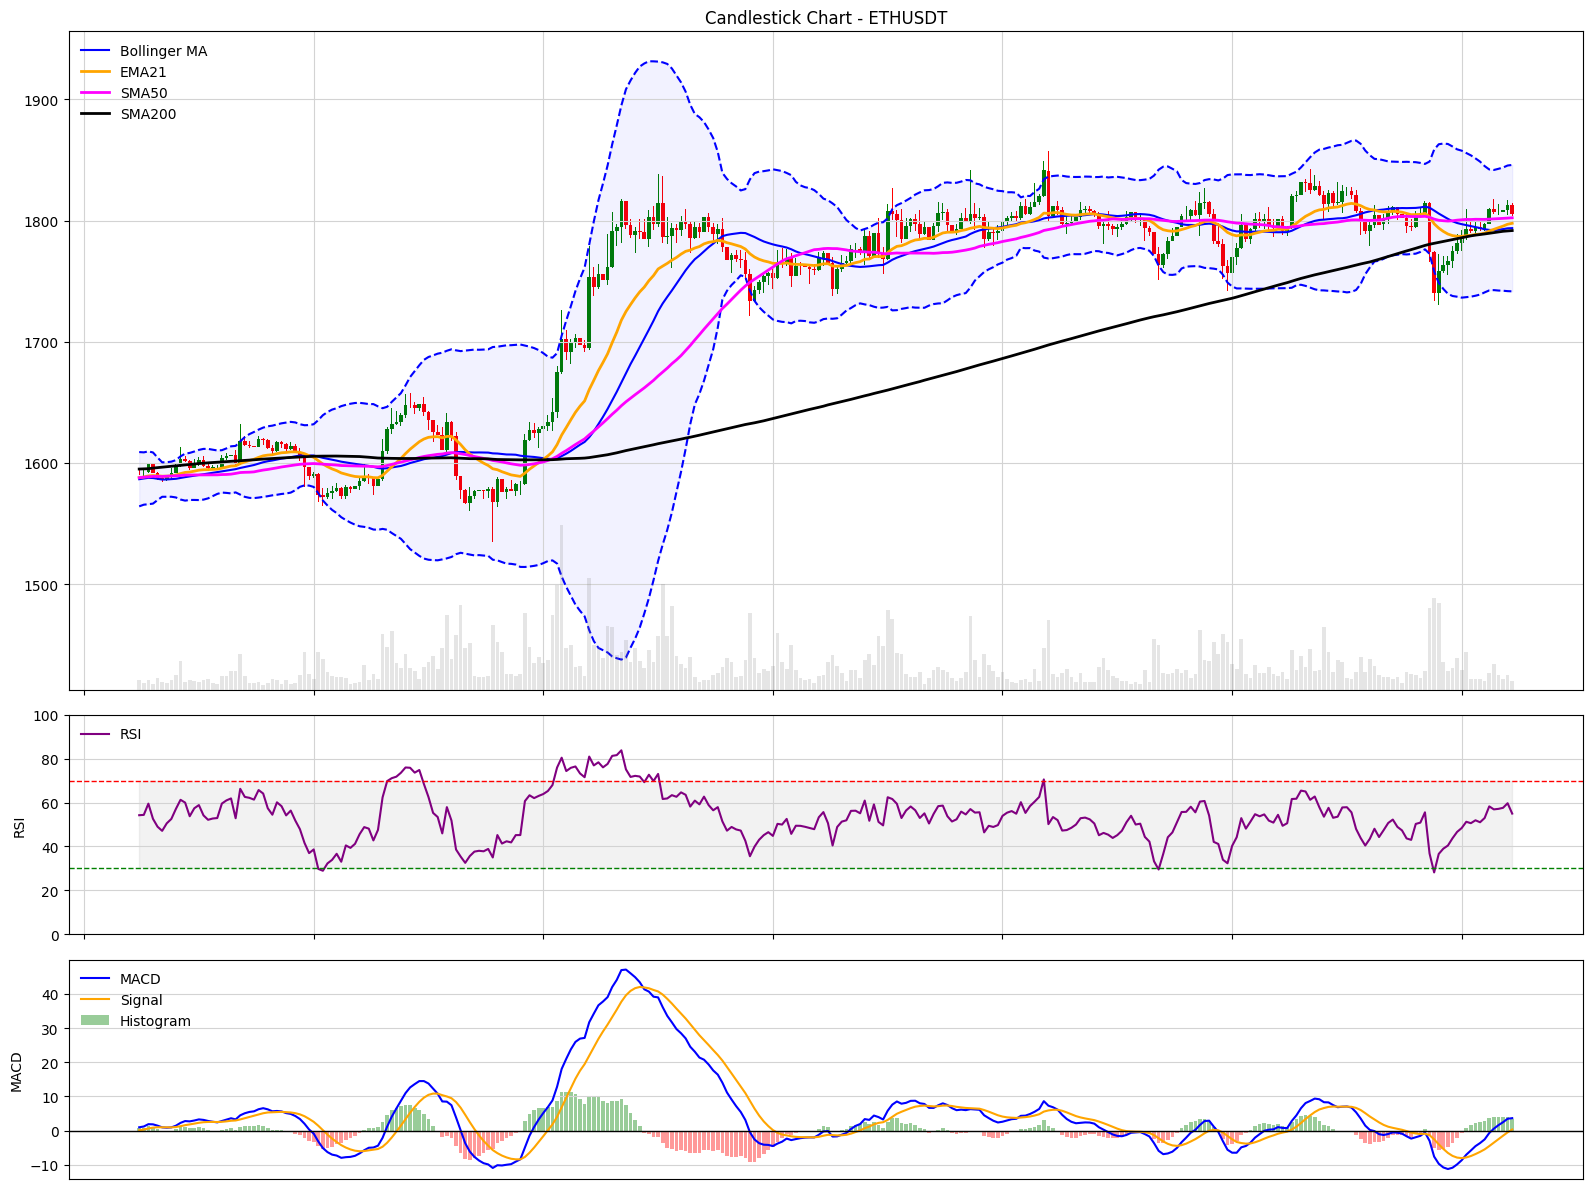 Candlestick Chart - ETHUSDT
Bollinger MA
EMA21
SMA50
SMA200
1900
1800
1700
1600
1500
RSI
100
80
60
40
20
0
RSI
MACD
Signal
Histogram
40
30
20
10
0
−10
MACD